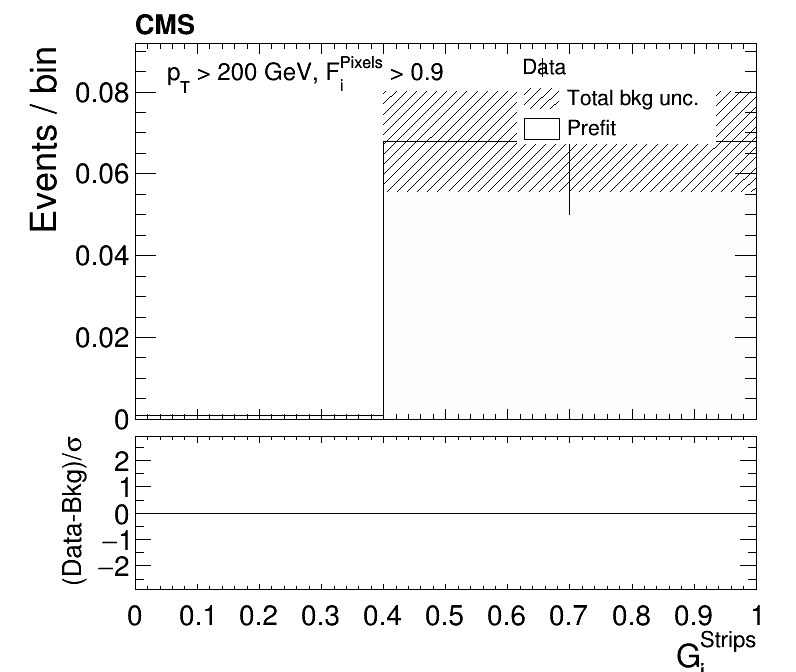 CMS
p_T > 200 GeV, F_i^Pixels > 0.9
Data
Total bkg unc.
Prefit
Events / bin
0.08
0.06
0.04
0.02
0
(Data-Bkg)/σ
2
1
0
−1
−2
0 0.1 0.2 0.3 0.4 0.5 0.6 0.7 0.8 0.9 1
G_i^Strips